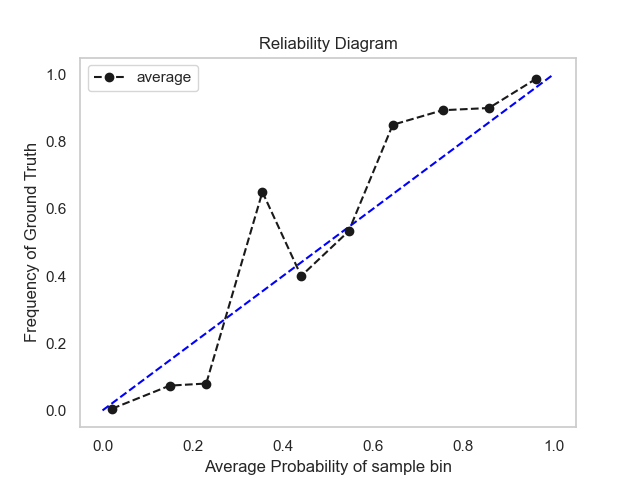 Reliability Diagram
average
1.0
0.8
0.6
0.4
0.2
0.0
Frequency of Ground Truth
0.0 0.2 0.4 0.6 0.8 1.0
Average Probability of sample bin